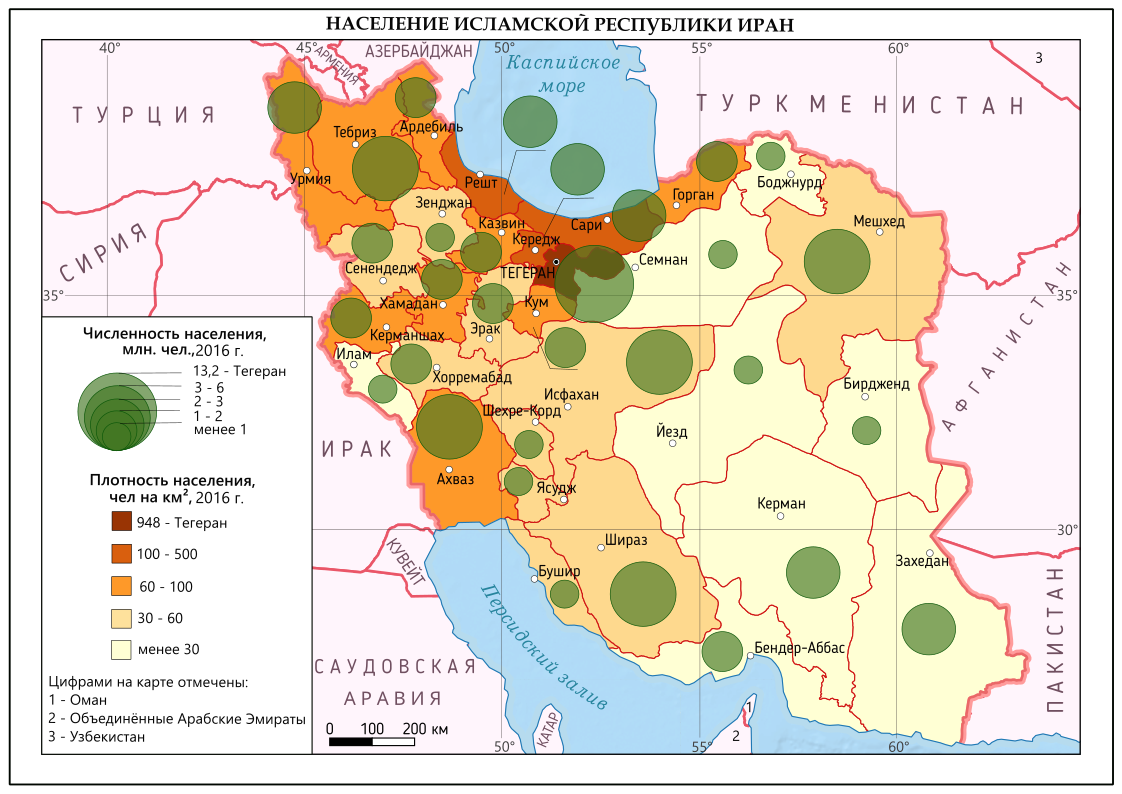 НАСЕЛЕНИЕ ИСЛАМСКОЙ РЕСПУБЛИКИ ИРАН
40°
45°
50°
55°
60°
АРМЕНИЯ
АЗЕРБАЙДЖАН
Каспийское
море
3
ТУРЦИЯ
ТУРКМЕНИСТАН
Тебриз
Ардебиль
Урмия
Решт
Боджнурд
Зенджан
Горган
Казвин
Сари
Мешхед
СИРИЯ
Кередж
Сенендедж
ТЕГЕРАН
Семнан
35°
Хамадан
Кум
АФГАНИСТАН
Керманшах
Эрак
Илам
Хорремабад
Бирдженд
Исфахан
Шехре-Корд
Йезд
ИРАК
Ахваз
Ясудж
Керман
30°
Шираз
КУВЕЙТ
Захедан
Бушир
Персидский залив
ПАКИСТАН
Бендер-Аббас
САУДОВСКАЯ
АРАВИЯ
КАТАР
1
2
50°
55°
60°
Численность населения,
млн. чел.,2016 г.
13,2 - Тегеран
3 - 6
2 - 3
1 - 2
менее 1
Плотность населения,
чел на км², 2016 г.
948 - Тегеран
100 - 500
60 - 100
30 - 60
менее 30
Цифрами на карте отмечены:
1 - Оман
2 - Объединённые Арабские Эмираты
3 - Узбекистан
0 100 200 км